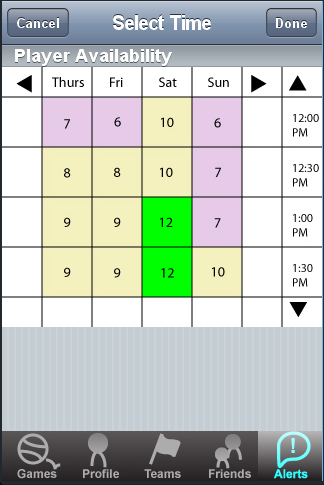 Cancel Select Time Done
Player Availability
Thurs Fri Sat Sun
7 6 10 6 12:00 PM
8 8 10 7 12:30 PM
9 9 12 7 1:00 PM
9 9 12 10 1:30 PM
Games Profile Teams Friends Alerts